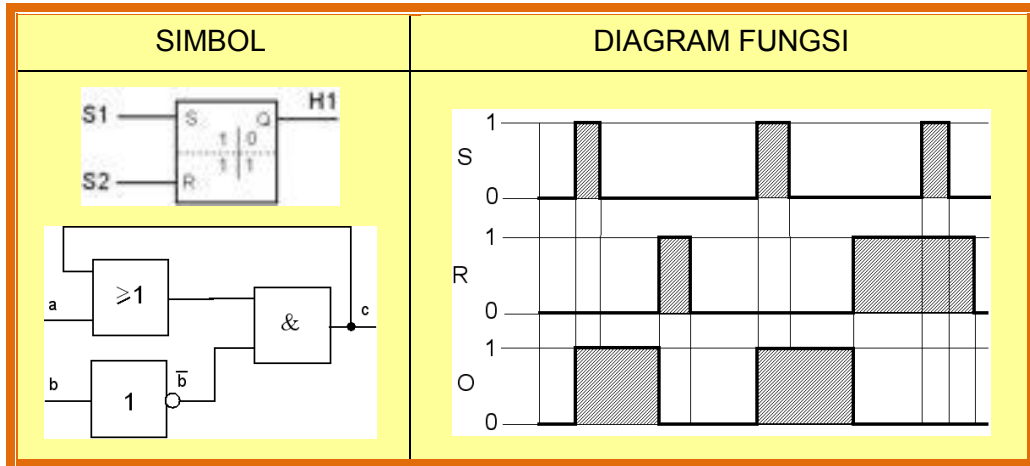 SIMBOL
DIAGRAM FUNGSI
S1
S
Q
H1
1 0
1 1
S2
R
a
≥1
&
c
b
1
b̅
1
S
0
1
R
0
1
O
0